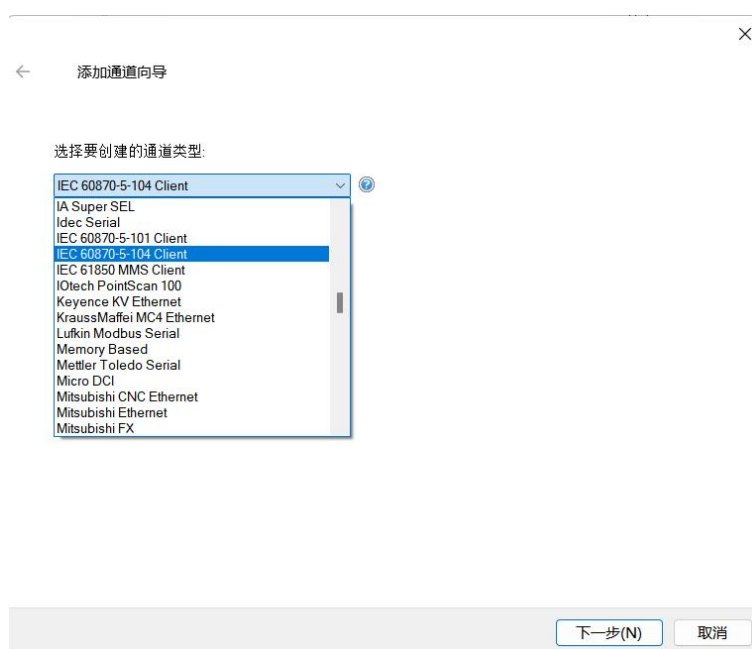 添加通道向导
选择要创建的通道类型:
IEC 60870-5-104 Client
IA Super SEL
Idec Serial
IEC 60870-5-101 Client
IEC 60870-5-104 Client
IEC 61850 MMS Client
IOtech PointScan 100
Keyence KV Ethernet
KraussMaffei MC4 Ethernet
Lufkin Modbus Serial
Memory Based
Mettler Toledo Serial
Micro DCI
Mitsubishi CNC Ethernet
Mitsubishi Ethernet
Mitsubishi FX
下一步(N)
取消